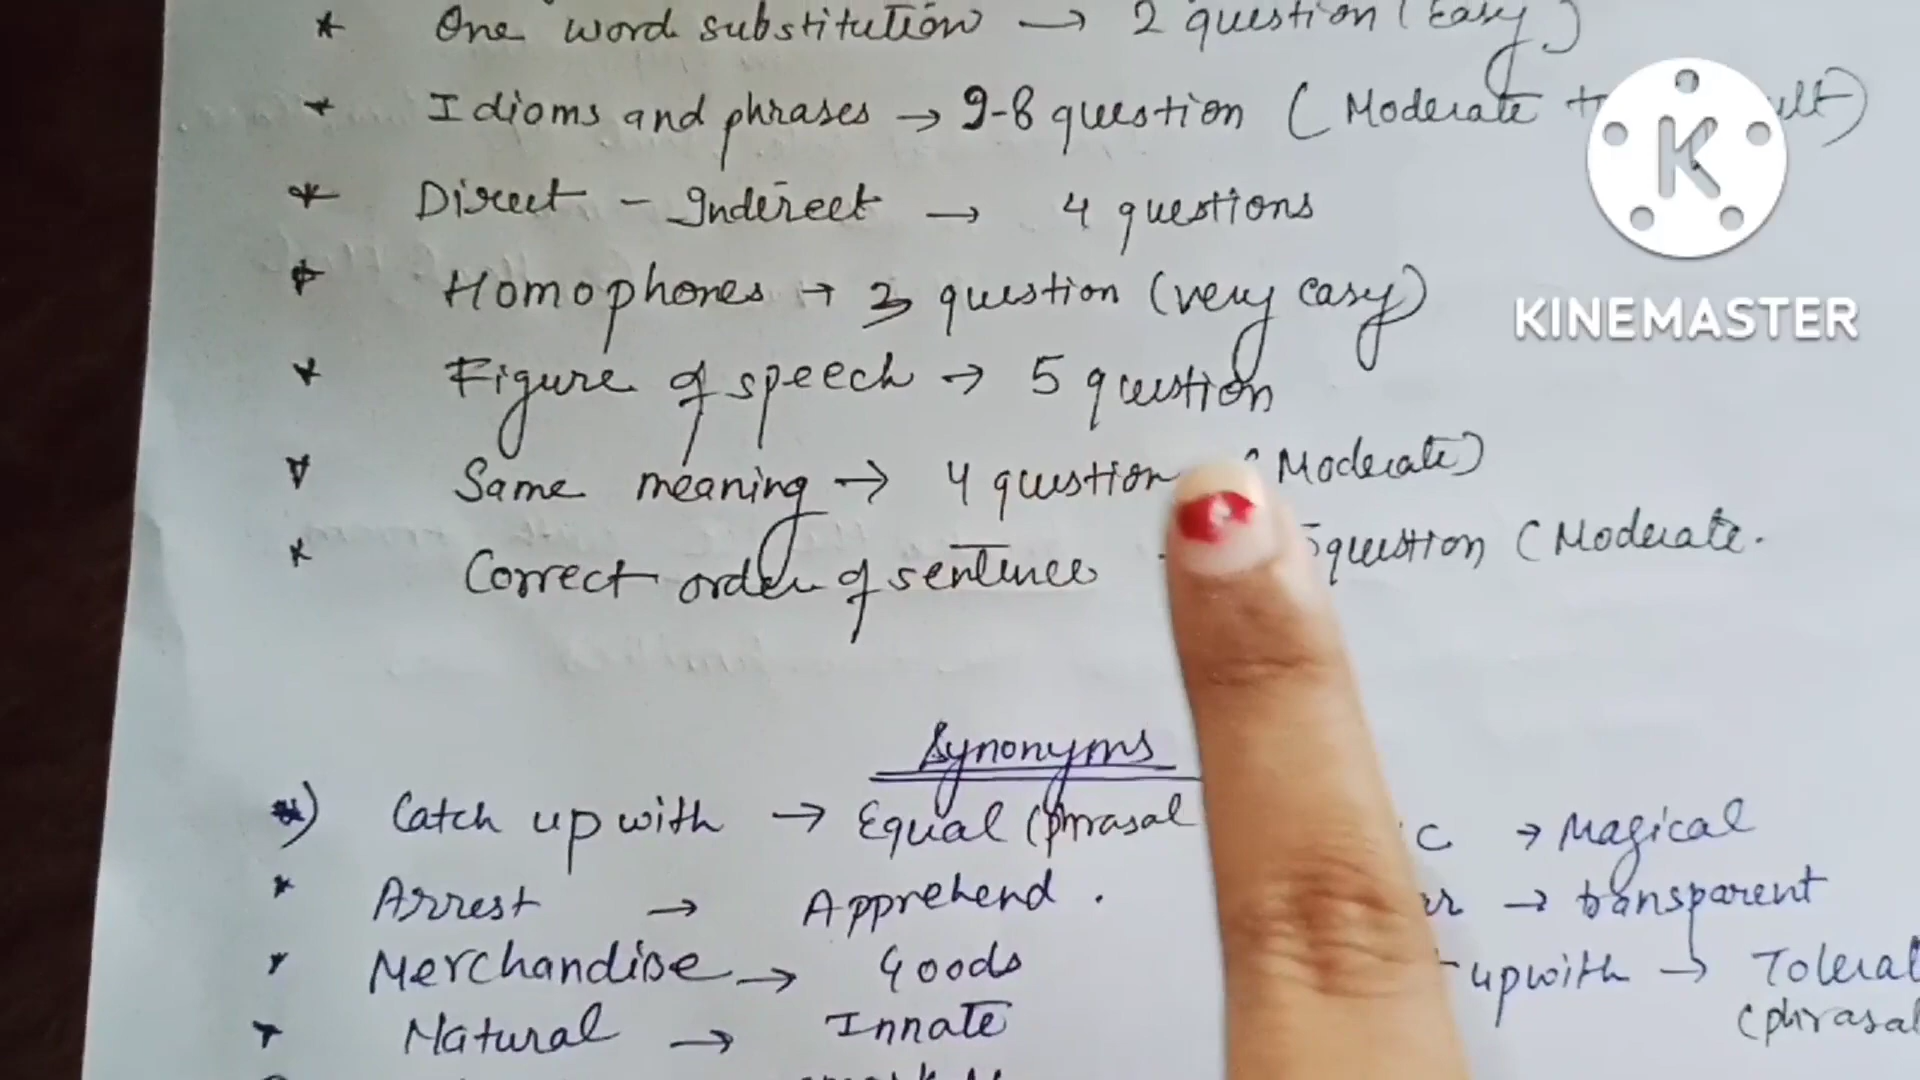 * One word substitution → 2 question (Easy)
* Idioms and phrases → 9-8 question (Moderate
* Direct - Indirect → 4 questions
* Homophones → 3 question (very easy)
* Figure of speech → 5 question
* Same meaning → 4 question (Moderate)
* Correct order of sentence 5 question (Moderate.
K
KINEMASTER
Synonyms
*) Catch up with → Equal (phrasal
→ Magical
* Arrest → Apprehend .
→ transparent
* Merchandise → Goods
upwith → Tolerat
(phrasal
* Natural → Innate